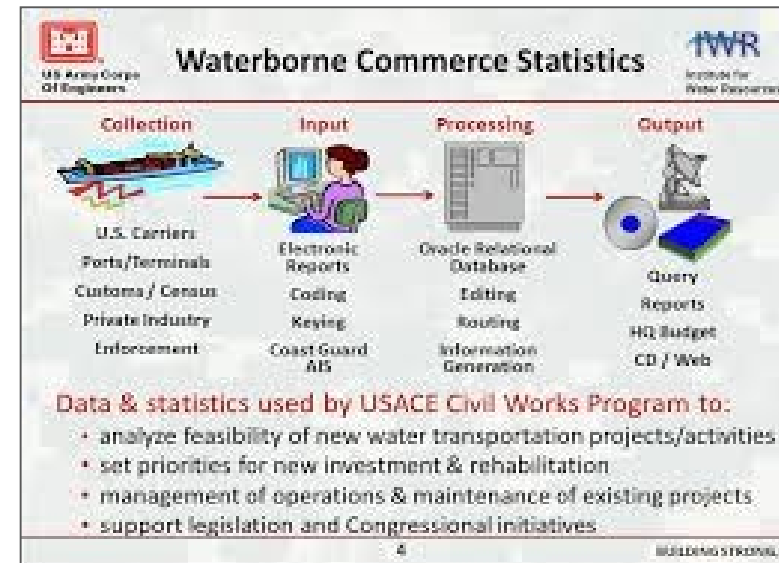 US Army Corps
Of Engineers
Waterborne Commerce Statistics
IWR
Institute for
Water Resources
Collection
U.S. Carriers
Ports/Terminals
Customs / Census
Private Industry
Enforcement
Input
Electronic
Reports
Coding
Keying
Coast Guard
AIS
Processing
Oracle Relational
Database
Editing
Routing
Information
Generation
Output
Query
Reports
HQ Budget
CD / Web
Data & statistics used by USACE Civil Works Program to:
• analyze feasibility of new water transportation projects/activities
• set priorities for new investment & rehabilitation
• management of operations & maintenance of existing projects
• support legislation and Congressional initiatives
4
BUILDING STRONG